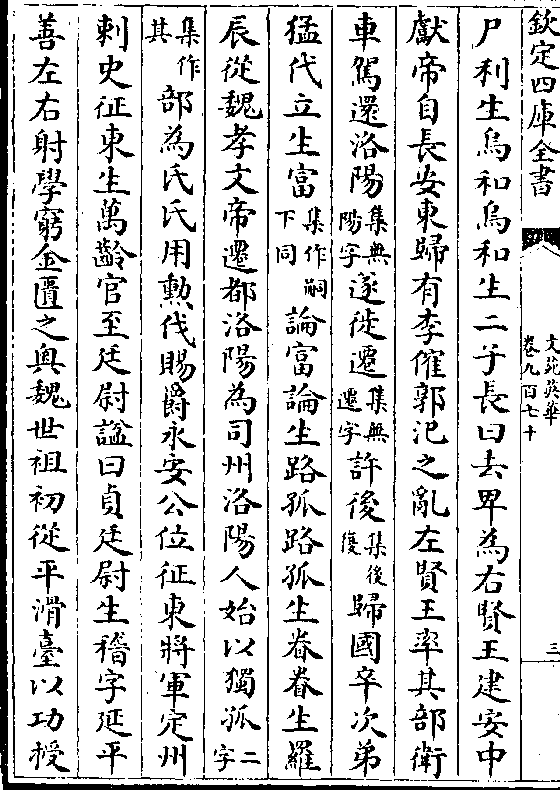 欽定四庫全書
文苑英華
卷九百七十
三
尸利生烏和烏和生二子長曰去卑為右賢王建安中
獻帝自長安東歸有李傕郭汜之亂左賢王率其部衛
車駕還洛陽集無陽字遂徙遷集無遷字許後集後復歸國卒次弟
猛代立生富集作嗣下同論富論生路孤路孤生眷眷生羅
辰從魏孝文帝遷都洛陽為司州洛陽人始以獨孤二字
集作其部為氏氏用勲伐賜爵永安公位征東將軍定州
刺史征東生萬齡官至廷尉諡曰貞廷尉生稽字延平
善左右射學窮金匱之奥魏世祖初從平滑臺以功授